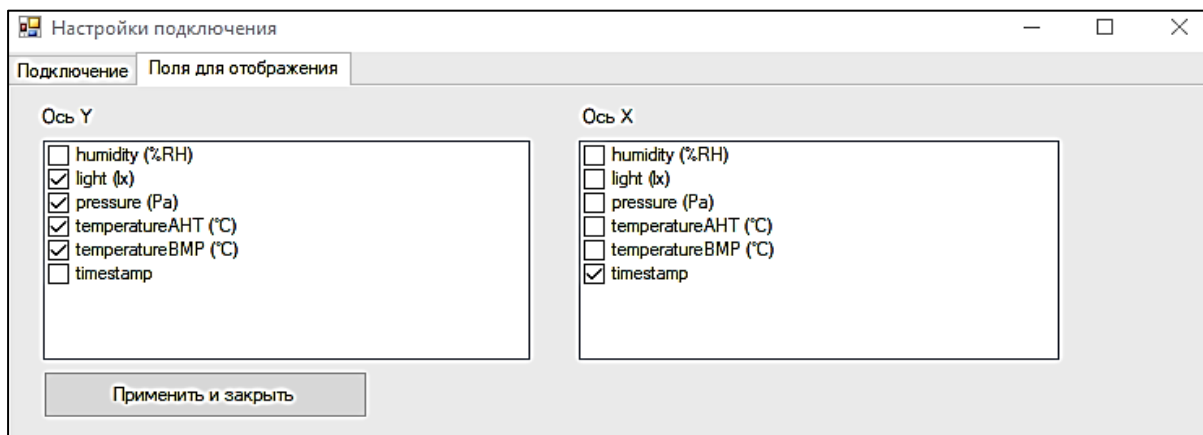 Настройки подключения
Подключение Поля для отображения
Ось Y
humidity (%RH)
light (lx)
pressure (Pa)
temperatureAHT (°C)
temperatureBMP (°C)
timestamp
Ось X
humidity (%RH)
light (lx)
pressure (Pa)
temperatureAHT (°C)
temperatureBMP (°C)
timestamp
Применить и закрыть